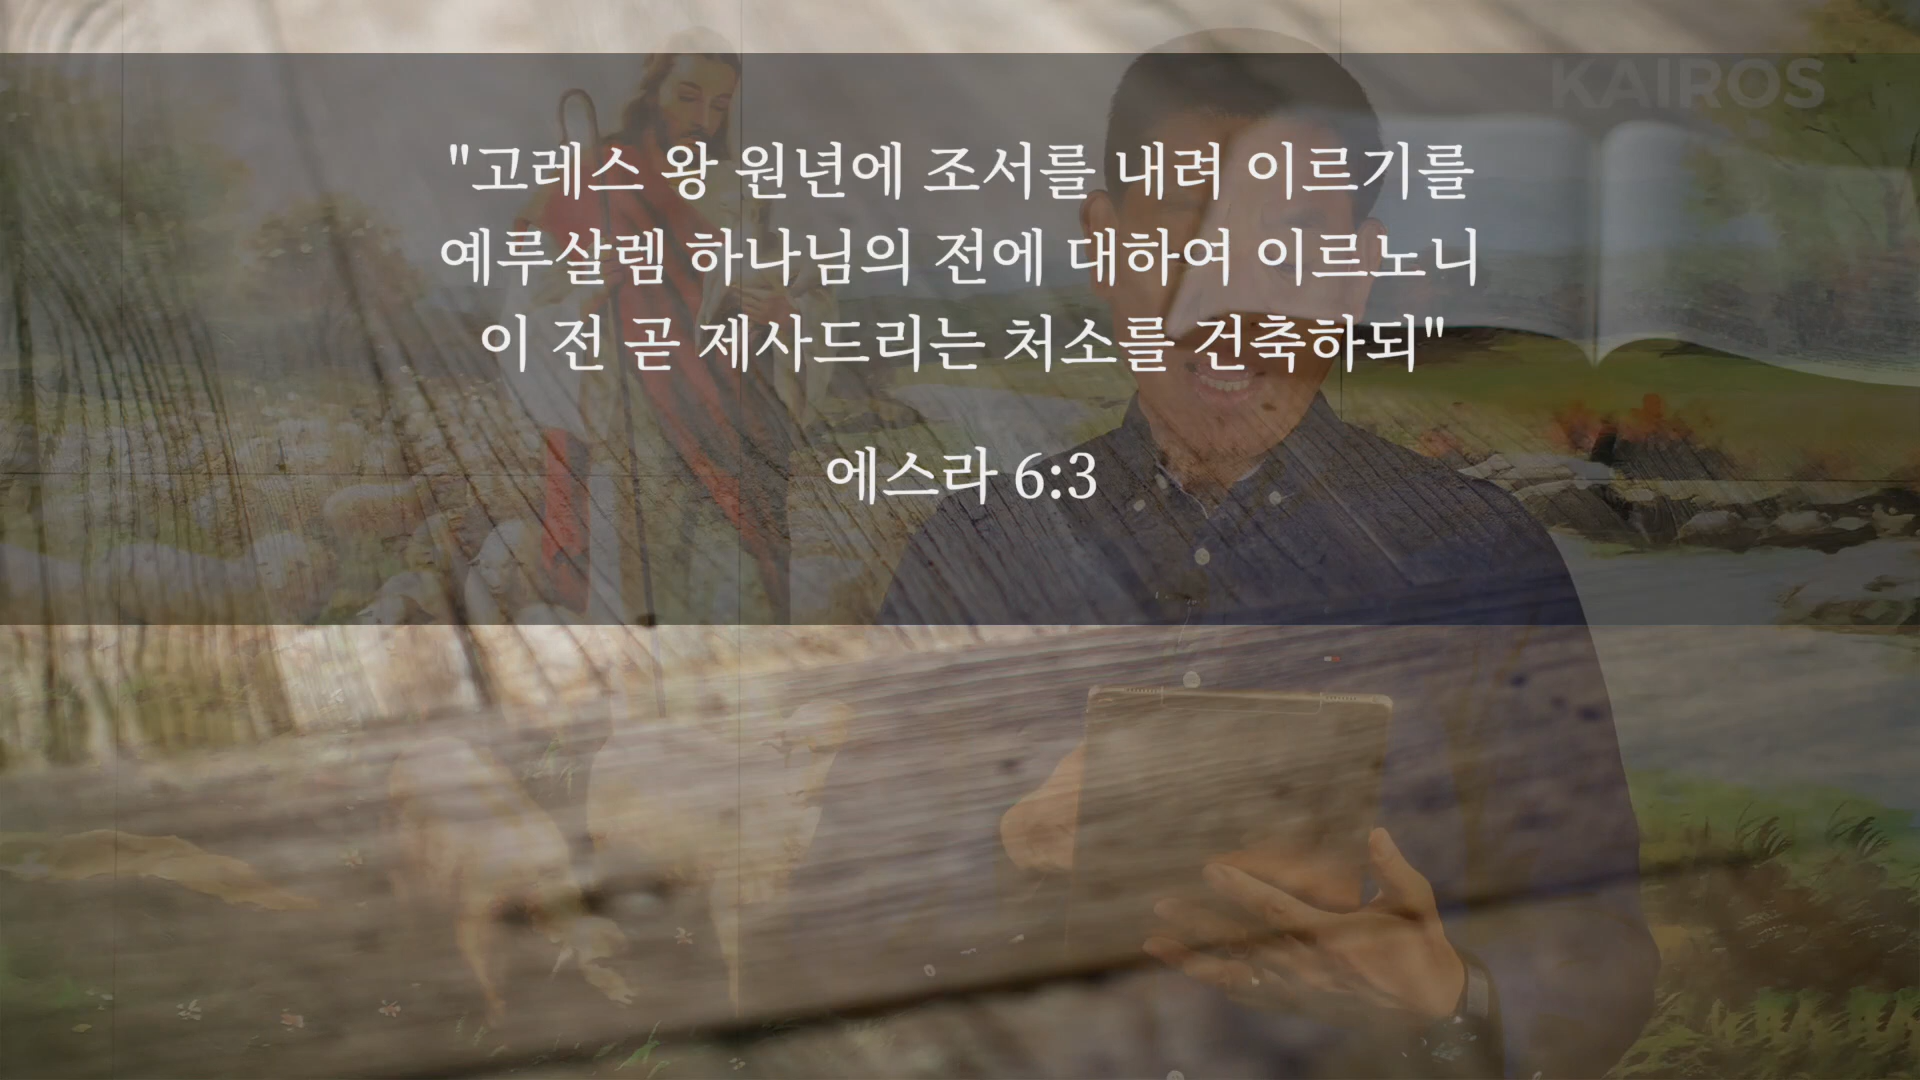 KAIROS
"고레스 왕 원년에 조서를 내려 이르기를
예루살렘 하나님의 전에 대하여 이르노니
이 전 곧 제사드리는 처소를 건축하되"
에스라 6:3